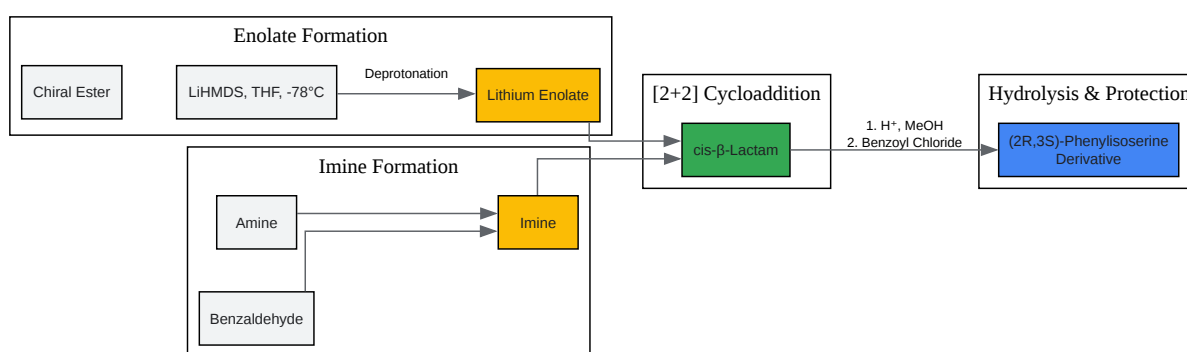 Enolate Formation
Chiral Ester
LiHMDS, THF, -78°C
Deprotonation
Lithium Enolate
Imine Formation
Amine
Benzaldehyde
Imine
[2+2] Cycloaddition
cis-β-Lactam
1. H⁺, MeOH
2. Benzoyl Chloride
Hydrolysis & Protection
(2R,3S)-Phenylisoserine
Derivative